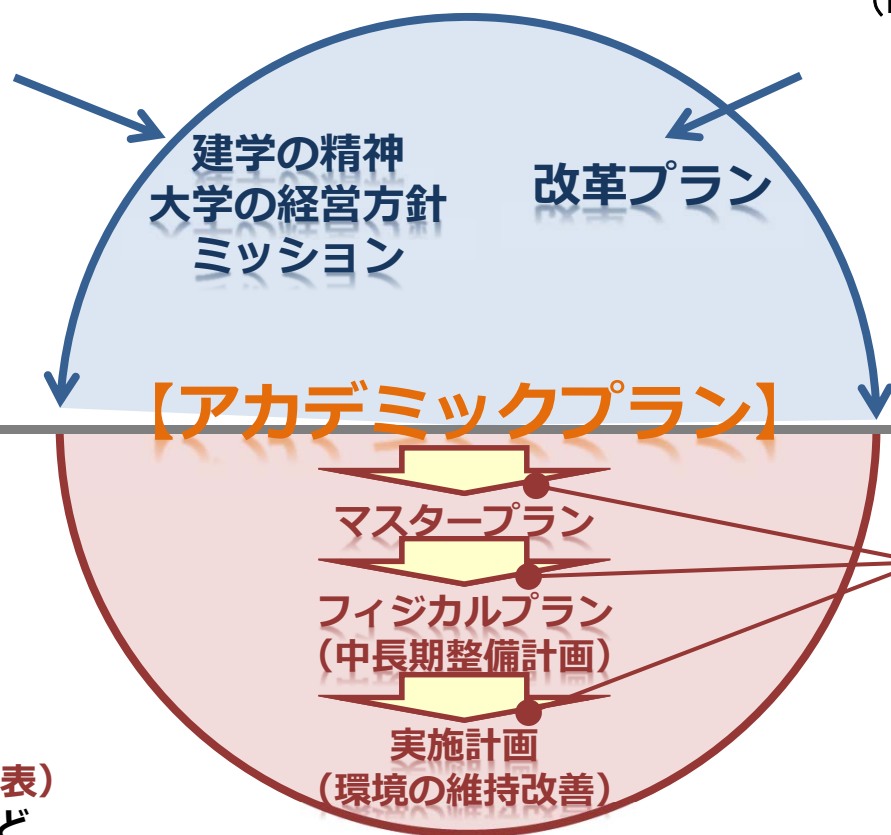 建学の精神
大学の経営方針
ミッション
改革プラン
【アカデミックプラン】
マスタープラン
フィジカルプラン
（中長期整備計画）
実施計画
（環境の維持改善）
表）
ど